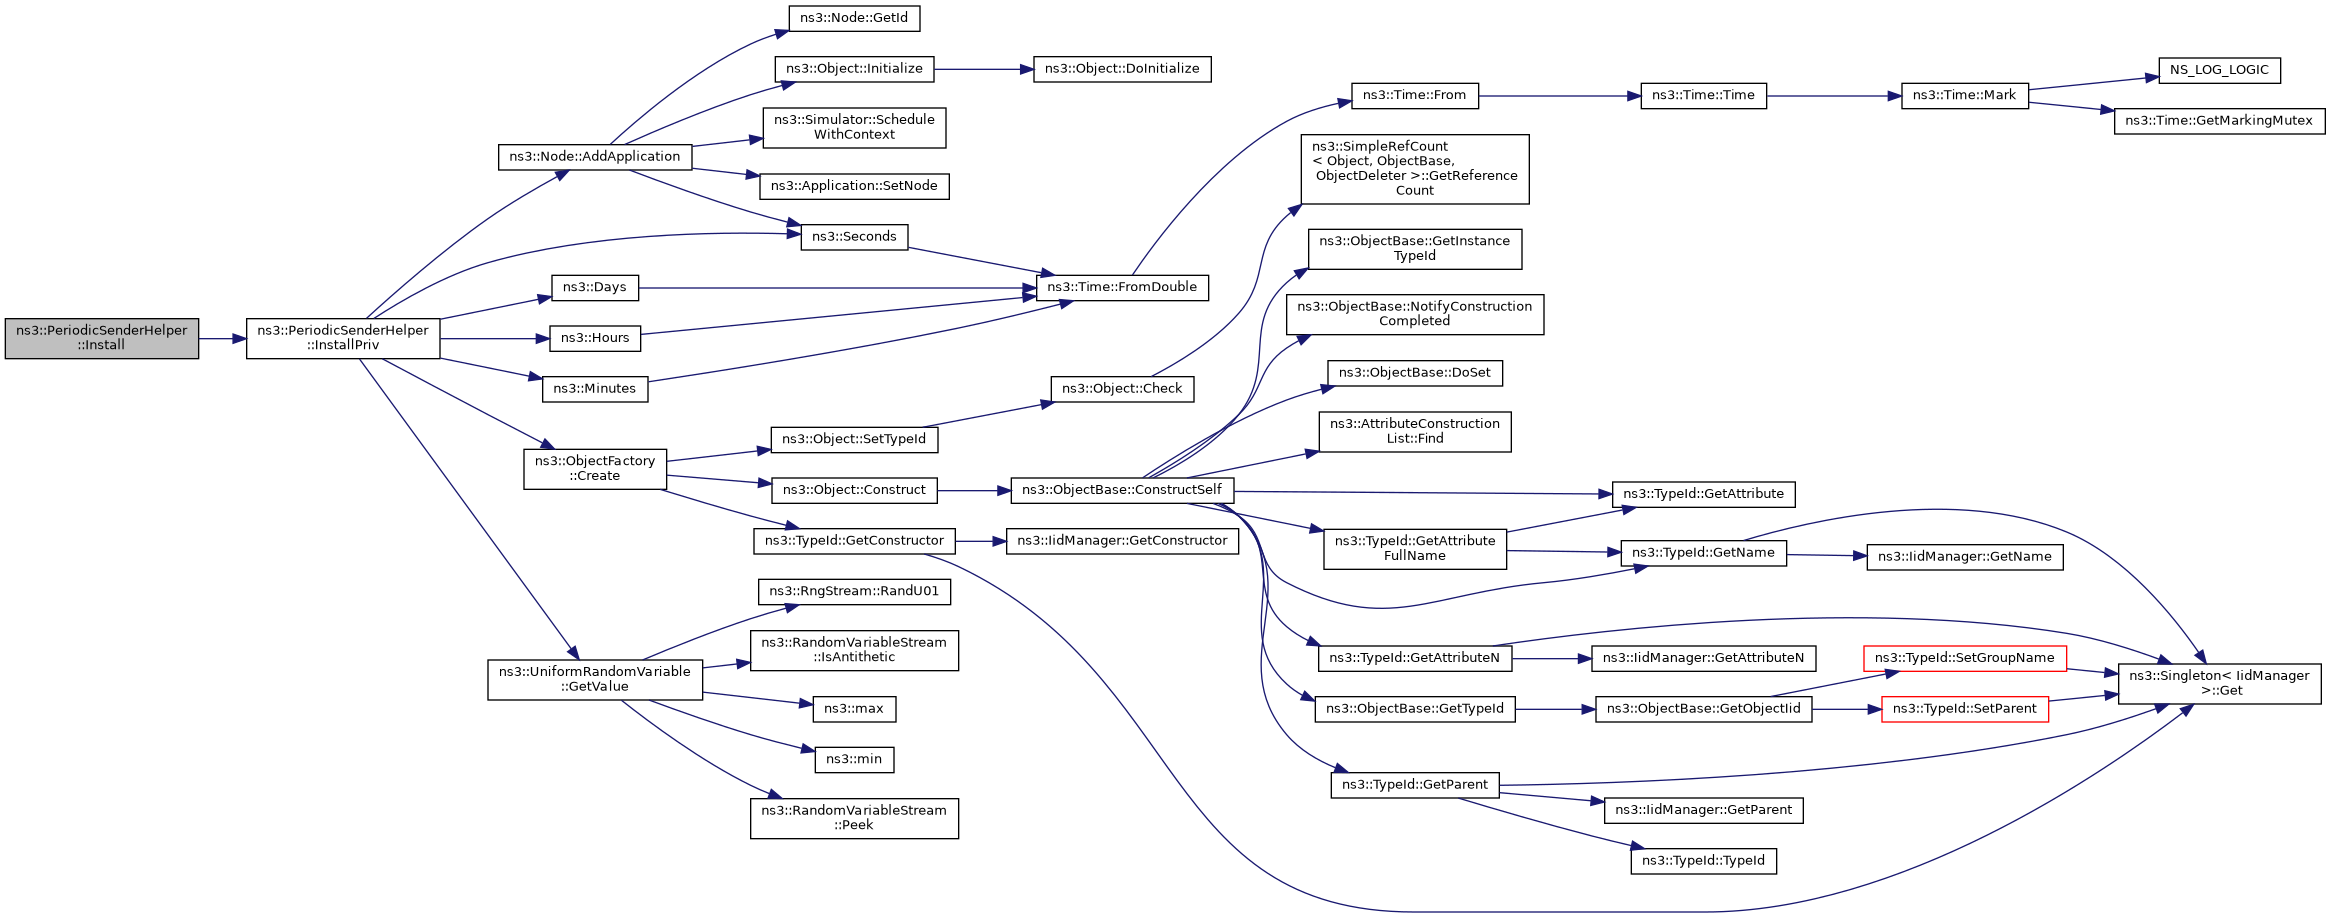 ns3::PeriodicSenderHelper
::Install
ns3::PeriodicSenderHelper
::InstallPriv
ns3::Node::AddApplication
ns3::Days
ns3::Hours
ns3::Minutes
ns3::ObjectFactory
::Create
ns3::UniformRandomVariable
::GetValue
ns3::Node::GetId
ns3::Object::Initialize
ns3::Simulator::Schedule
WithContext
ns3::Application::SetNode
ns3::Seconds
ns3::Object::SetTypeId
ns3::Object::Construct
ns3::TypeId::GetConstructor
ns3::RngStream::RandU01
ns3::RandomVariableStream
::IsAntithetic
ns3::max
ns3::min
ns3::RandomVariableStream
::Peek
ns3::Object::DoInitialize
ns3::Time::FromDouble
ns3::Object::Check
ns3::ObjectBase::ConstructSelf
ns3::IidManager::GetConstructor
ns3::Time::From
ns3::SimpleRefCount
< Object, ObjectBase,
ObjectDeleter >::GetReference
Count
ns3::ObjectBase::GetInstance
TypeId
ns3::ObjectBase::NotifyConstruction
Completed
ns3::ObjectBase::DoSet
ns3::AttributeConstruction
List::Find
ns3::TypeId::GetAttribute
FullName
ns3::TypeId::GetAttributeN
ns3::ObjectBase::GetTypeId
ns3::TypeId::GetParent
ns3::Time::Time
ns3::TypeId::GetAttribute
ns3::TypeId::GetName
ns3::IidManager::GetAttributeN
ns3::ObjectBase::GetObjectIid
ns3::IidManager::GetParent
ns3::TypeId::TypeId
ns3::Time::Mark
ns3::IidManager::GetName
ns3::TypeId::SetGroupName
ns3::TypeId::SetParent
NS_LOG_LOGIC
ns3::Time::GetMarkingMutex
ns3::Singleton< IidManager
>::Get